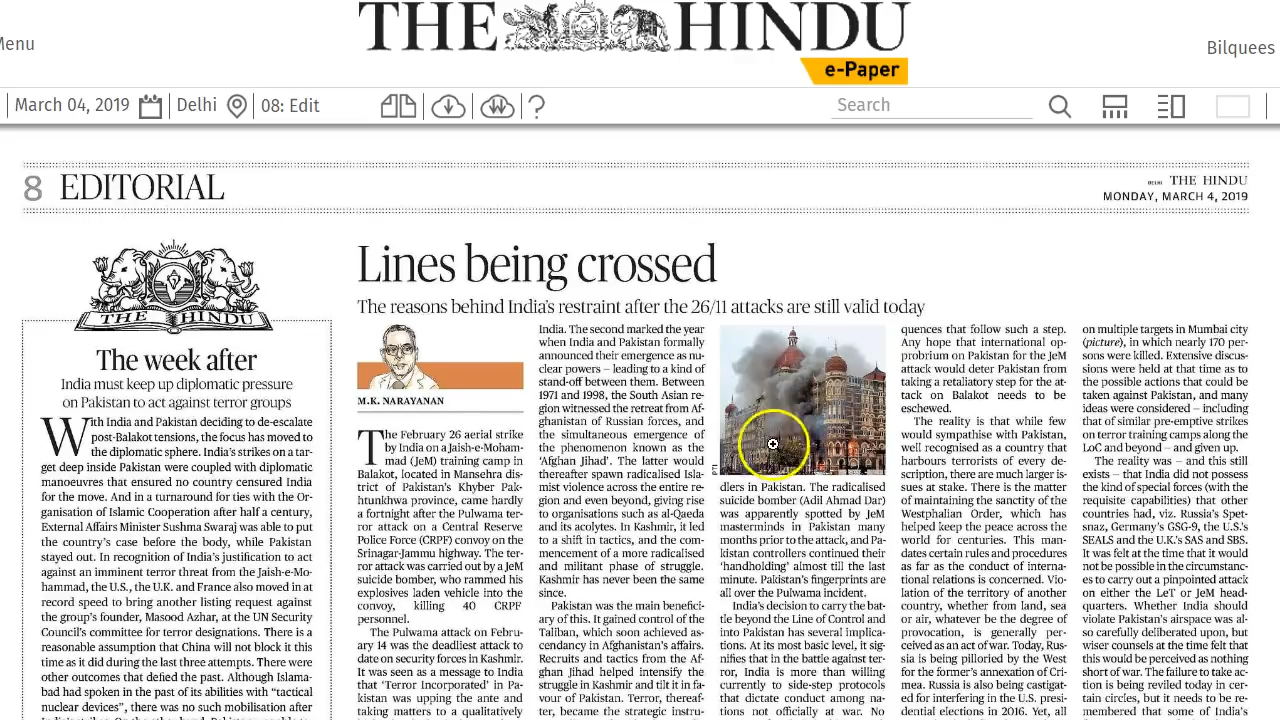 THE HINDU
e-Paper
Menu
Bilquees
March 04, 2019
Delhi
08: Edit
?
Search
8 EDITORIAL
DELHI THE HINDU
MONDAY, MARCH 4, 2019
THE HINDU
The week after
India must keep up diplomatic pressure
on Pakistan to act against terror groups
With India and Pakistan deciding to de-escalate
post-Balakot tensions, the focus has moved to
the diplomatic sphere. India's strikes on a tar-
get deep inside Pakistan were coupled with diplomatic
manoeuvres that ensured no country censured India
for the move. And in a turnaround for ties with the Or-
ganisation of Islamic Cooperation after half a century,
External Affairs Minister Sushma Swaraj was able to put
the country's case before the body, while Pakistan
stayed out. In recognition of India's justification to act
against an imminent terror threat from the Jaish-e-Mo-
hammad, the U.S., the U.K. and France also moved in at
record speed to bring another listing request against
the group's founder, Masood Azhar, at the UN Security
Council's committee for terror designations. There is a
reasonable assumption that China will not block it this
time as it did during the last three attempts. There were
other outcomes that defied the past. Although Islama-
bad had spoken in the past of its abilities with “tactical
nuclear devices”, there was no such mobilisation after
Lines being crossed
The reasons behind India's restraint after the 26/11 attacks are still valid today
M.K. NARAYANAN
The February 26 aerial strike
by India on a Jaish-e-Moham-
mad (JeM) training camp in
Balakot, located in Mansehra dis-
trict of Pakistan's Khyber Pak-
htunkhwa province, came hardly
a fortnight after the Pulwama ter-
ror attack on a Central Reserve
Police Force (CRPF) convoy on the
Srinagar-Jammu highway. The ter-
ror attack was carried out by a JeM
suicide bomber, who rammed his
explosives laden vehicle into the
convoy, killing 40 CRPF
personnel.
The Pulwama attack on Febru-
ary 14 was the deadliest attack to
date on security forces in Kashmir.
It was seen as a message to India
that ‘Terror Incorporated’ in Pa-
kistan was upping the ante and
taking matters to a qualitatively
India. The second marked the year
when India and Pakistan formally
announced their emergence as nu-
clear powers – leading to a kind of
stand-off between them. Between
1971 and 1998, the South Asian re-
gion witnessed the retreat from Af-
ghanistan of Russian forces, and
the simultaneous emergence of
the phenomenon known as the
‘Afghan Jihad’. The latter would
thereafter spawn radicalised Islam-
ist violence across the entire re-
gion and even beyond, giving rise
to organisations such as al-Qaeda
and its acolytes. In Kashmir, it led
to a shift in tactics, and the com-
mencement of a more radicalised
and militant phase of struggle.
Kashmir has never been the same
since.
Pakistan was the main benefici-
ary of this. It gained control of the
Taliban, which soon achieved as-
cendancy in Afghanistan's affairs.
Recruits and tactics from the Af-
ghan Jihad helped intensify the
struggle in Kashmir and tilt it in fa-
vour of Pakistan. Terror, thereaf-
ter, became the strategic instru-
PTI
dlers in Pakistan. The radicalised
suicide bomber (Adil Ahmad Dar)
was apparently spotted by JeM
masterminds in Pakistan many
months prior to the attack, and Pa-
kistan controllers continued their
‘handholding’ almost till the last
minute. Pakistan's fingerprints are
all over the Pulwama incident.
India's decision to carry the bat-
tle beyond the Line of Control and
into Pakistan has several implica-
tions. At its most basic level, it sig-
nifies that in the battle against ter-
ror, India is more than willing
currently to side-step protocols
that dictate conduct among na-
tions not officially at war. No
quences that follow such a step.
Any hope that international op-
probrium on Pakistan for the JeM
attack would deter Pakistan from
taking a retaliatory step for the at-
tack on Balakot needs to be
eschewed.
The reality is that while few
would sympathise with Pakistan,
well recognised as a country that
harbours terrorists of every de-
scription, there are much larger is-
sues at stake. There is the matter
of maintaining the sanctity of the
Westphalian Order, which has
helped keep the peace across the
world for centuries. This man-
dates certain rules and procedures
as far as the conduct of interna-
tional relations is concerned. Vio-
lation of the territory of another
country, whether from land, sea
or air, whatever be the degree of
provocation, is generally per-
ceived as an act of war. Today, Rus-
sia is being pilloried by the West
for the former's annexation of Cri-
mea. Russia is also being castigat-
ed for interfering in the U.S. presi-
dential elections in 2016. Yet, all
on multiple targets in Mumbai city
(picture), in which nearly 170 per-
sons were killed. Extensive discus-
sions were held at that time as to
the possible actions that could be
taken against Pakistan, and many
ideas were considered – including
that of similar pre-emptive strikes
on terror training camps along the
LoC and beyond – and given up.
The reality was – and this still
exists – that India did not possess
the kind of special forces (with the
requisite capabilities) that other
countries had, viz. Russia's Spet-
snaz, Germany's GSG-9, the U.S.'s
SEALS and the U.K.'s SAS and SBS.
It was felt at the time that it would
not be possible in the circumstanc-
es to carry out a pinpointed attack
on either the LeT or JeM head-
quarters. Whether India should
violate Pakistan's airspace was al-
so carefully deliberated upon, but
wiser counsels at the time felt that
this would be perceived as nothing
short of war. The failure to take ac-
tion is being reviled today in cer-
tain circles, but it needs to be re-
membered that some of India's